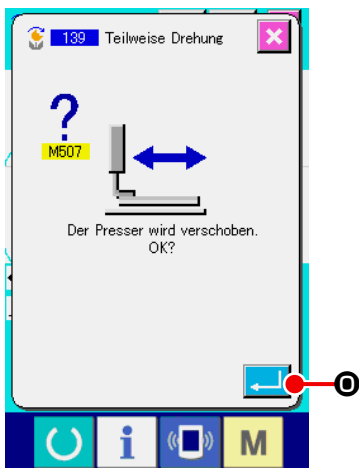 139 Teilweise Drehung
?
M507
Der Presser wird verschoben.
OK?
O
i
M